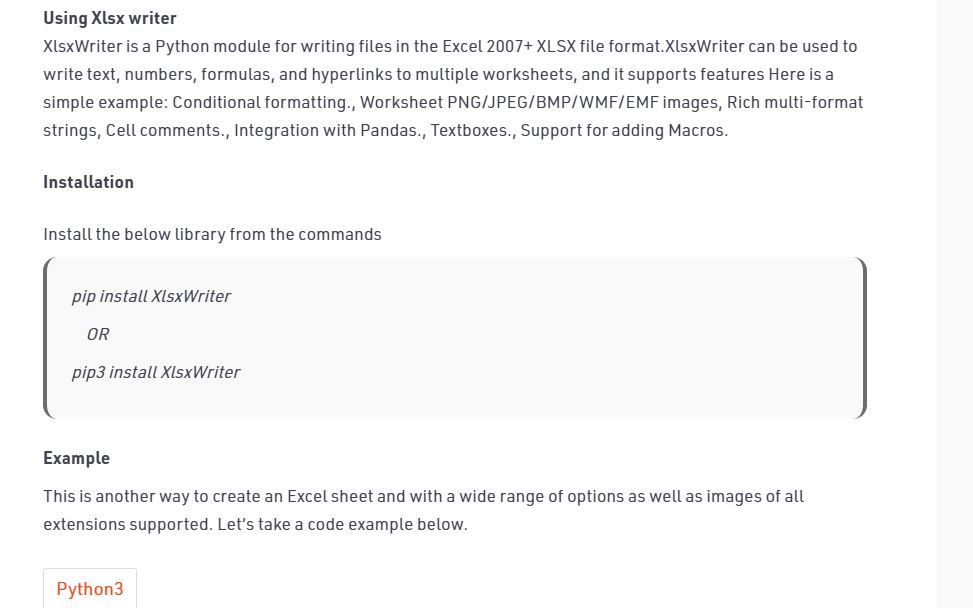 Using Xlsx writer
XlsxWriter is a Python module for writing files in the Excel 2007+ XLSX file format.XlsxWriter can be used to
write text, numbers, formulas, and hyperlinks to multiple worksheets, and it supports features Here is a
simple example: Conditional formatting., Worksheet PNG/JPEG/BMP/WMF/EMF images, Rich multi-format
strings, Cell comments., Integration with Pandas., Textboxes., Support for adding Macros.
Installation
Install the below library from the commands
pip install XlsxWriter
OR
pip3 install XlsxWriter
Example
This is another way to create an Excel sheet and with a wide range of options as well as images of all
extensions supported. Let’s take a code example below.
Python3